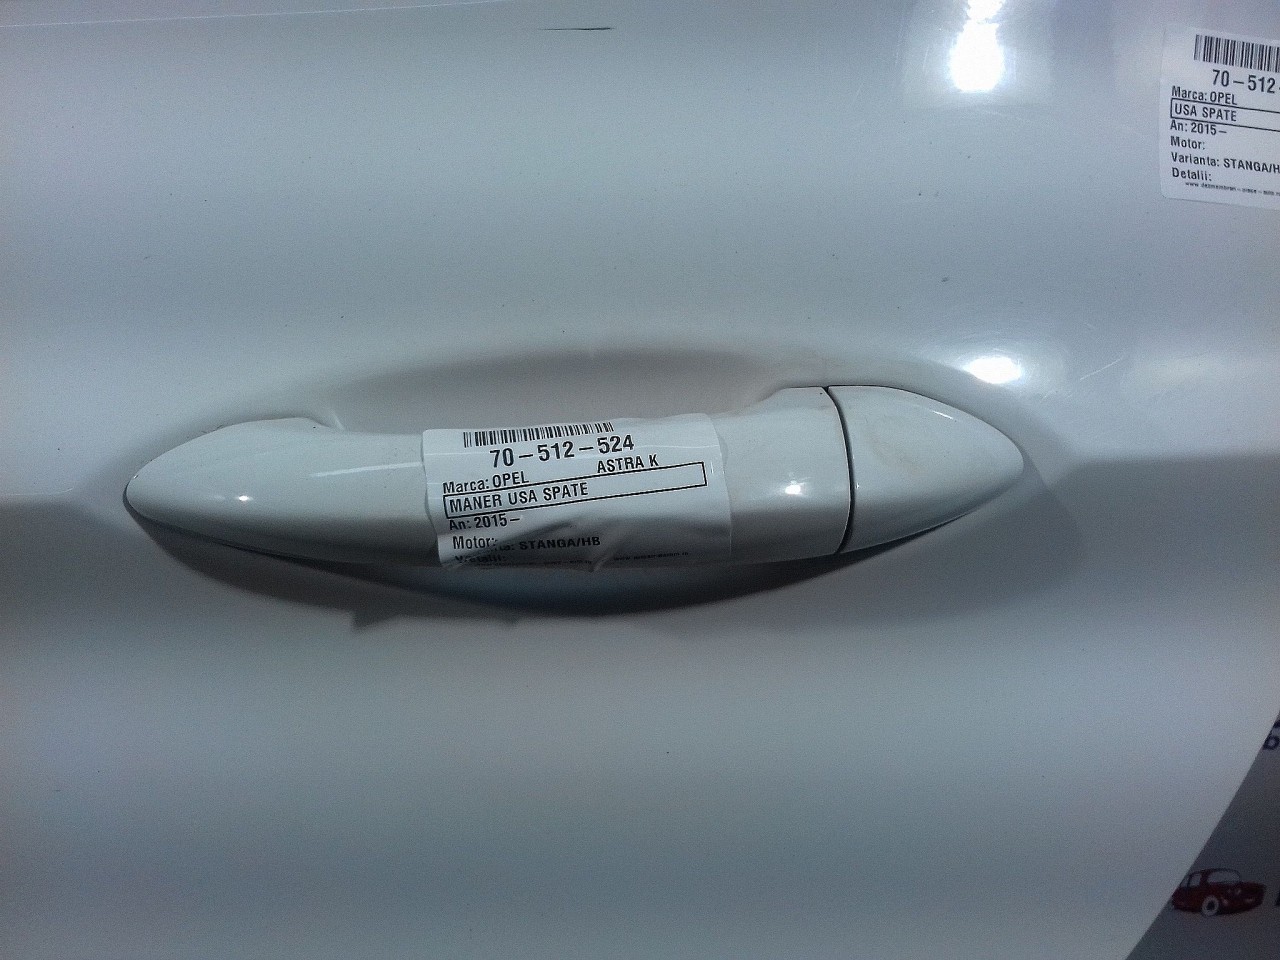 70-512-
Marca: OPEL
USA SPATE
An: 2015-
Motor:
Varianta: STANGA/H
Detalii:
70-512-524
Marca: OPEL ASTRA K
MANER USA SPATE
An: 2015-
Motor:
STANGA/HB